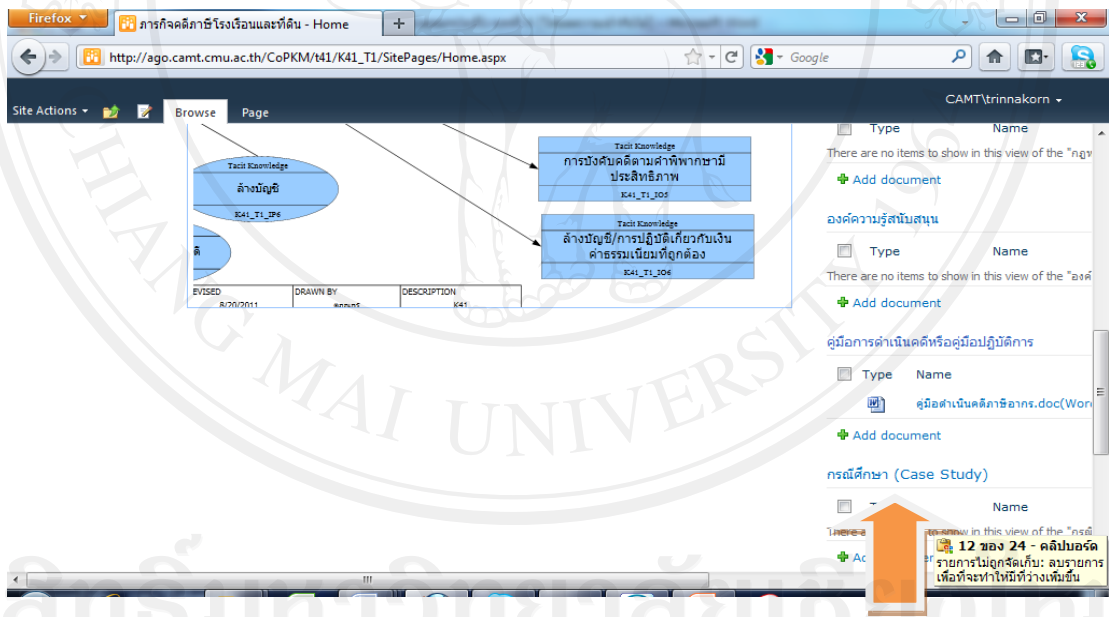 Firefox
ภารกิจคดีภาษีโรงเรือนและที่ดิน - Home
http://ago.camt.cmu.ac.th/CoPKM/t41/K41_T1/SitePages/Home.aspx
Google
Site Actions
Browse
Page
CAMT\trinnakorn
Tacit Knowledge
ล้างบัญชี
K41_T1_IP6
Tacit Knowledge
การบังคับคดีตามคำพิพากษามี
ประสิทธิภาพ
K41_T1_IO5
Tacit Knowledge
ล้างบัญชี/การปฏิบัติเกี่ยวกับเงิน
ค่าธรรมเนียมที่ถูกต้อง
K41_T1_IO6
EVISED
DRAWN BY
DESCRIPTION
8/20/2011
K41
Type Name
There are no items to show in this view of the "กฎห
Add document
องค์ความรู้สนับสนุน
Type Name
There are no items to show in this view of the "องค์
Add document
คู่มือการดำเนินคดีหรือคู่มือปฏิบัติการ
Type Name
คู่มือดำเนินคดีภาษีอากร.doc(Wor
Add document
กรณีศึกษา (Case Study)
Name
to show in this view of the "กรณี
12 ของ 24 - คลิปบอร์ด
รายการไม่ถูกจัดเก็บ: ลบรายการ
เพื่อที่จะทำให้มีที่ว่างเพิ่มขึ้น
CHIANG MAI UNIVERSITY